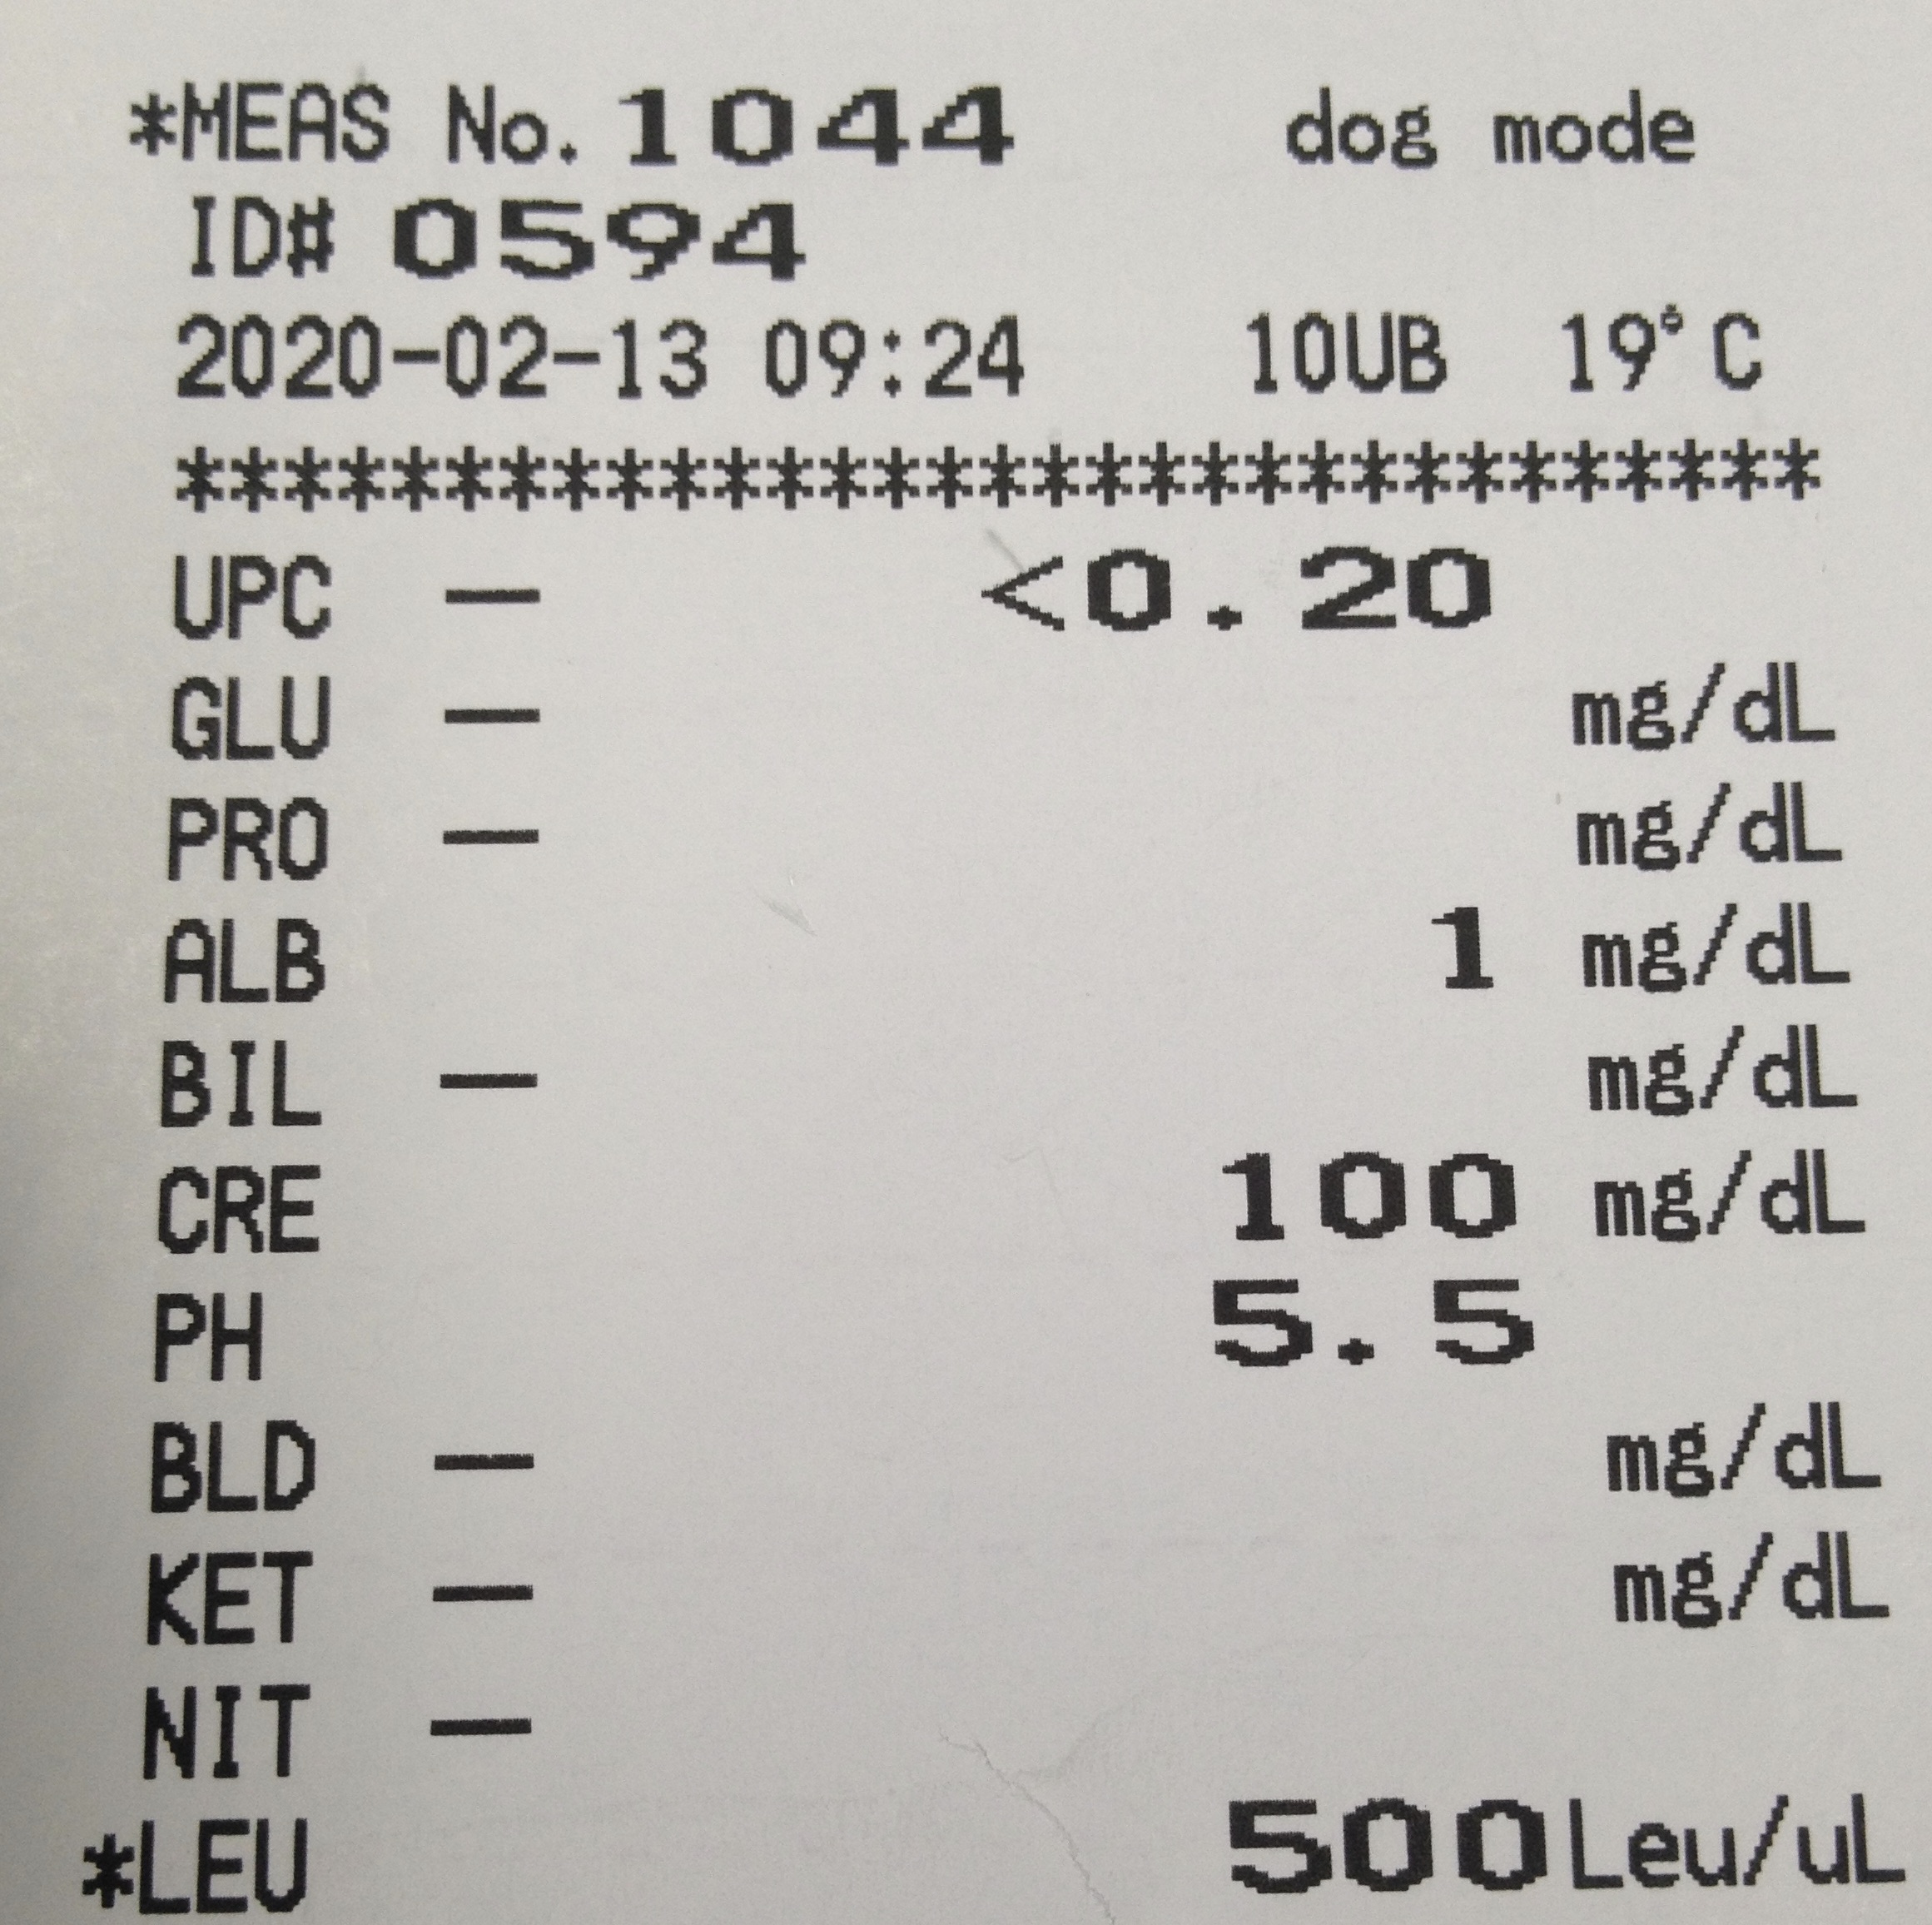 *MEAS No. 1044 dog mode
ID# 0594
2020-02-13 09:24 10UB 19°C
*******************************
UPC — <0.20
GLU — mg/dL
PRO — mg/dL
ALB 1 mg/dL
BIL — mg/dL
CRE 100 mg/dL
PH 5.5
BLD — mg/dL
KET — mg/dL
NIT —
*LEU 500 Leu/uL